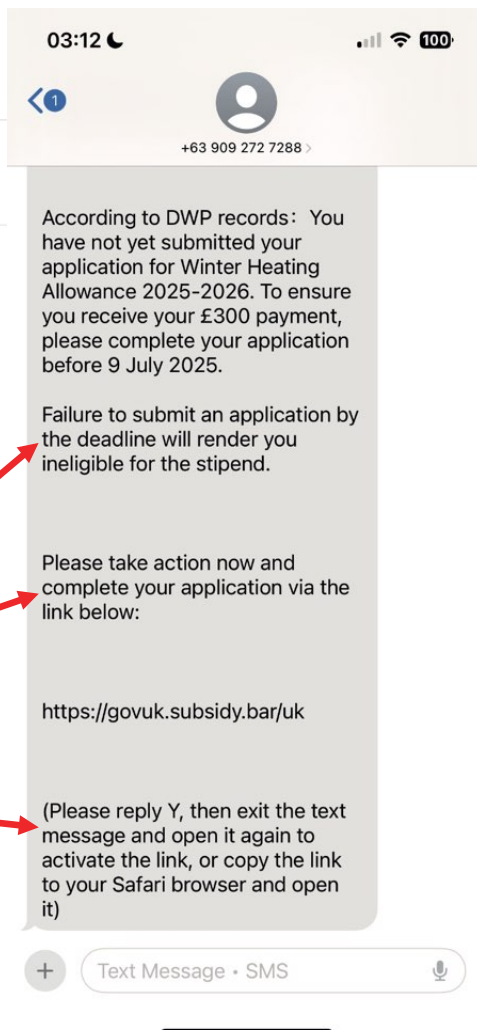 03:12
100
1
+63 909 272 7288
According to DWP records: You
have not yet submitted your
application for Winter Heating
Allowance 2025-2026. To ensure
you receive your £300 payment,
please complete your application
before 9 July 2025.
Failure to submit an application by
the deadline will render you
ineligible for the stipend.
Please take action now and
complete your application via the
link below:
https://govuk.subsidy.bar/uk
(Please reply Y, then exit the text
message and open it again to
activate the link, or copy the link
to your Safari browser and open
it)
Text Message • SMS